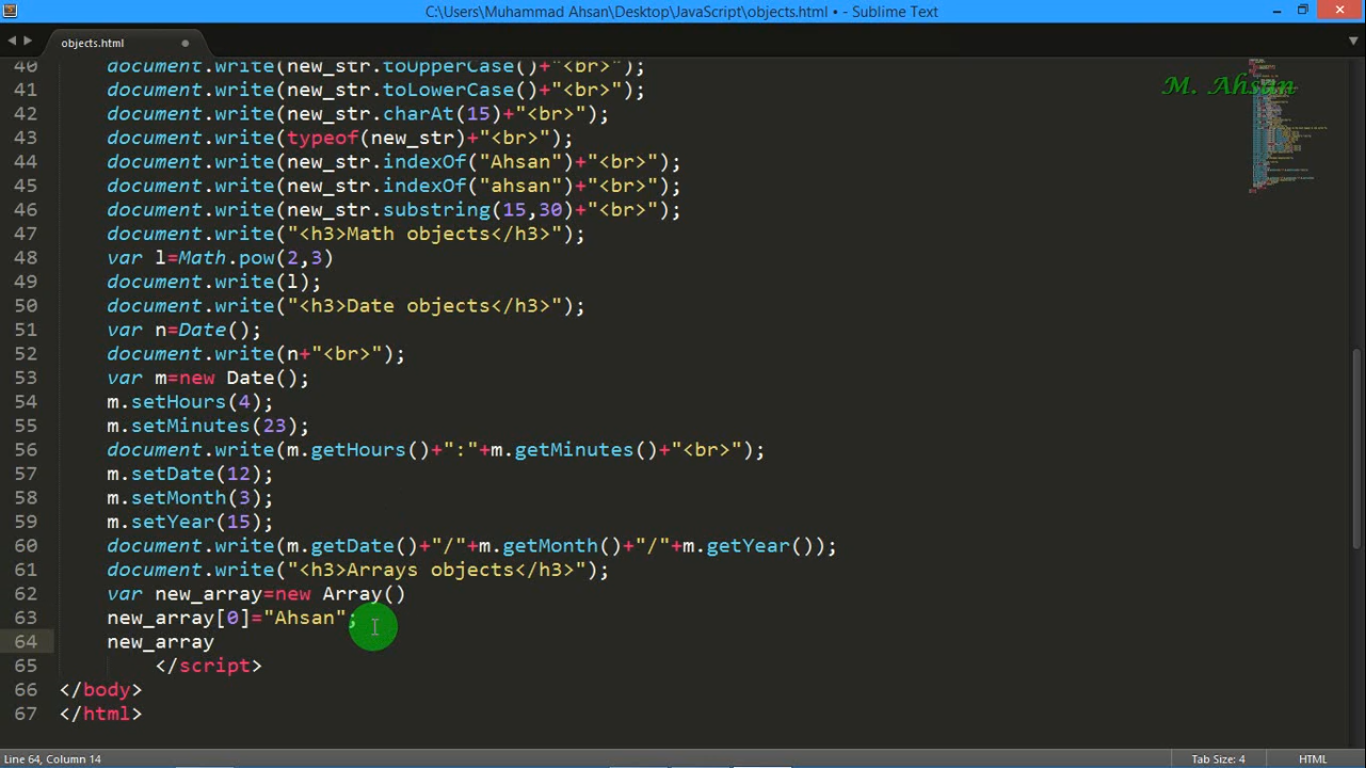 C:\Users\Muhammad Ahsan\Desktop\JavaScript\objects.html • - Sublime Text
objects.html
M. Ahsan
40 document.write(new_str.toUpperCase()+"<br>");
41 document.write(new_str.toLowerCase()+"<br>");
42 document.write(new_str.charAt(15)+"<br>");
43 document.write(typeof(new_str)+"<br>");
44 document.write(new_str.indexOf("Ahsan")+"<br>");
45 document.write(new_str.indexOf("ahsan")+"<br>");
46 document.write(new_str.substring(15,30)+"<br>");
47 document.write("<h3>Math objects</h3>");
48 var l=Math.pow(2,3)
49 document.write(l);
50 document.write("<h3>Date objects</h3>");
51 var n=Date();
52 document.write(n+"<br>");
53 var m=new Date();
54 m.setHours(4);
55 m.setMinutes(23);
56 document.write(m.getHours()+":"+m.getMinutes()+"<br>");
57 m.setDate(12);
58 m.setMonth(3);
59 m.setYear(15);
60 document.write(m.getDate()+"/"+m.getMonth()+"/"+m.getYear());
61 document.write("<h3>Arrays objects</h3>");
62 var new_array=new Array()
63 new_array[0]="Ahsan";
64 new_array
65 </script>
66 </body>
67 </html>
Line 64, Column 14
Tab Size: 4
HTML